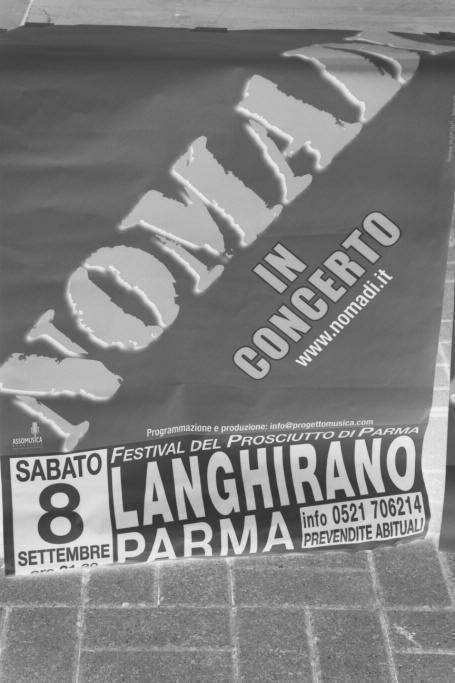 NOMAD
IN
CONCERTO
www.nomadi.it
ASSOMUSICA
Programmazione e produzione: info@progettomusica.com
FESTIVAL DEL PROSCIUTTO DI PARMA
SABATO
8
SETTEMBRE
LANGHIRANO
PARMA
info 0521 706214
PREVENDITE ABITUALI